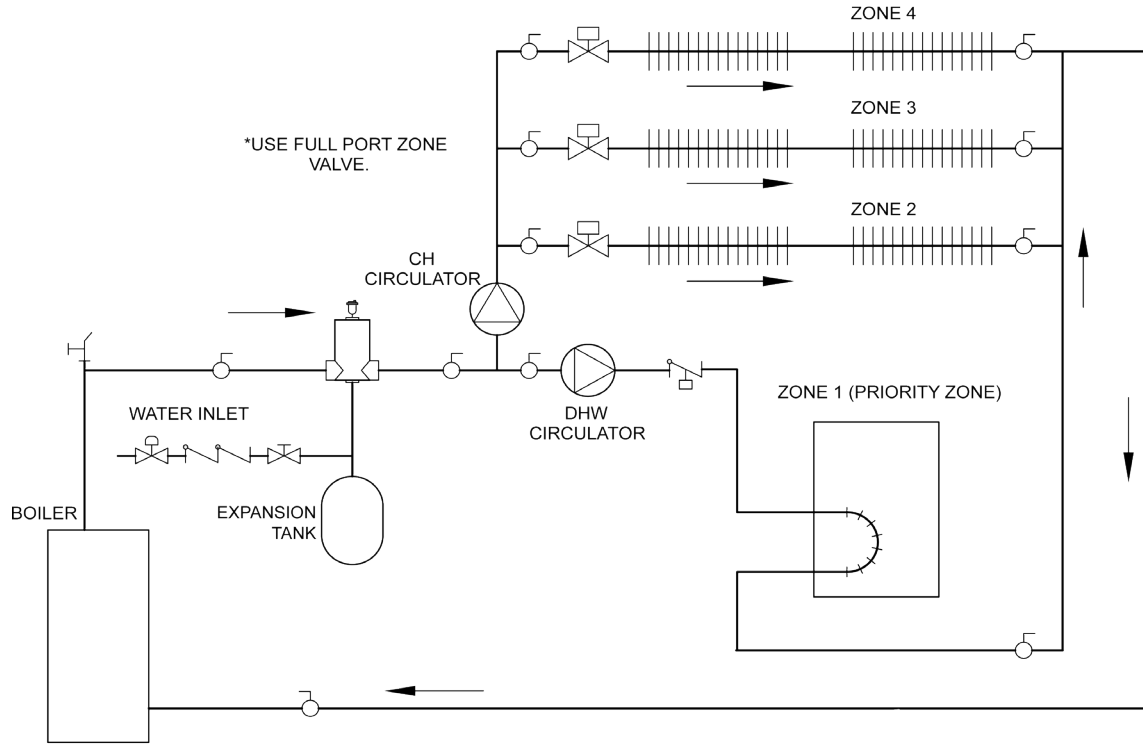 ZONE 4
ZONE 3
*USE FULL PORT ZONE
VALVE.
ZONE 2
CH
CIRCULATOR
ZONE 1 (PRIORITY ZONE)
WATER INLET
DHW
CIRCULATOR
BOILER
EXPANSION
TANK